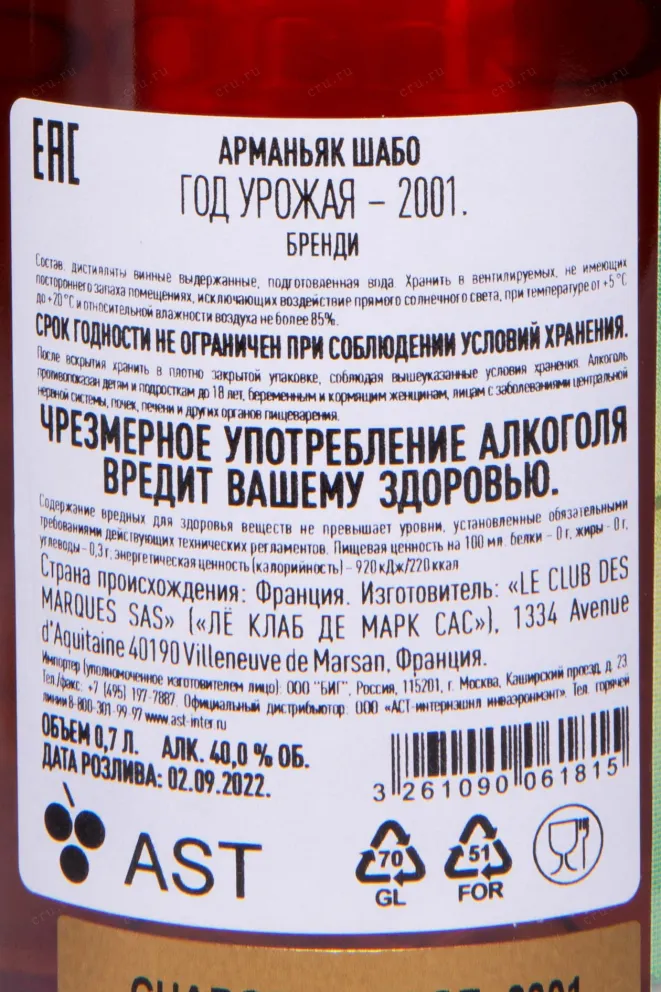 EAC
АРМАНЬЯК ШАБО
ГОД УРОЖАЯ – 2001.
БРЕНДИ
Состав: дистилляты винные выдержанные, подготовленная вода. Хранить в вентилируемых, не имеющих
постороннего запаха помещениях, исключающих воздействие прямого солнечного света, при температуре от +5 °С
до +20 °С и относительной влажности воздуха не более 85%.
СРОК ГОДНОСТИ НЕ ОГРАНИЧЕН ПРИ СОБЛЮДЕНИИ УСЛОВИЙ ХРАНЕНИЯ.
После вскрытия хранить в плотно закрытой упаковке, соблюдая вышеуказанные условия хранения. Алкоголь
противопоказан детям и подросткам до 18 лет, беременным и кормящим женщинам, лицам с заболеваниями центральной
нервной системы, почек, печени и других органов пищеварения.
ЧРЕЗМЕРНОЕ УПОТРЕБЛЕНИЕ АЛКОГОЛЯ
ВРЕДИТ ВАШЕМУ ЗДОРОВЬЮ.
Содержание вредных для здоровья веществ не превышает уровни, установленные обязательными
требованиями действующих технических регламентов. Пищевая ценность на 100 мл: белки – 0 г, жиры – 0 г,
углеводы – 0,3 г; энергетическая ценность (калорийность) – 920 кДж/220 ккал
Страна происхождения: Франция. Изготовитель: «LE CLUB DES
MARQUES SAS» («ЛЁ КЛАБ ДЕ МАРК САС»), 1334 Avenue
d'Aquitaine 40190 Villeneuve de Marsan, Франция.
Импортер (уполномоченное изготовителем лицо): ООО "БИГ", Россия, 115201, г. Москва, Каширский проезд, д. 23
Тел./факс: +7 (495) 197-7887. Официальный дистрибьютор: ООО «АСТ-интернэшнл инваэронмэнт». Тел. горячей
линии 8-800-301-99-97 www.ast-inter.ru
ОБЪЕМ 0,7 Л. АЛК. 40,0 % ОБ.
ДАТА РОЗЛИВА: 02.09.2022.
3 261090 061815
AST
70
GL
51
FOR
cru.ru